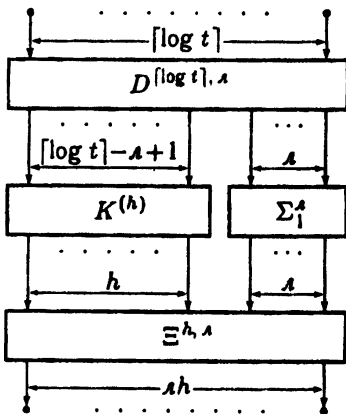 ⌈log t⌉
D^{⌈log t⌉, s}
⌈log t⌉−s+1
s
K^{(h)}
Σ_1^s
h
s
Ξ^{h, s}
sh